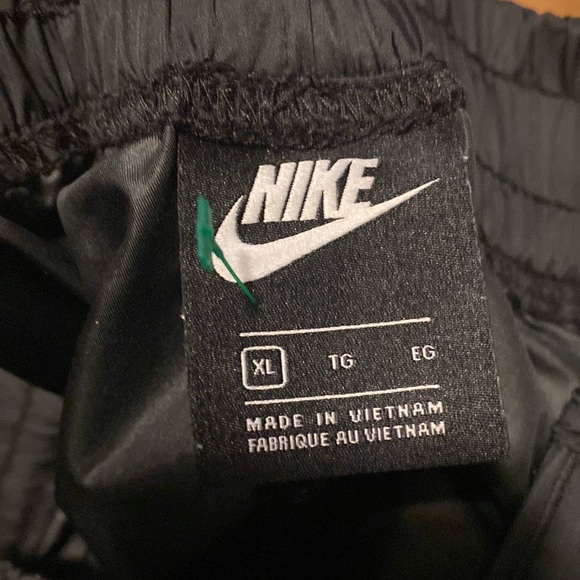 NIKE
XL TG EG
MADE IN VIETNAM
FABRIQUE AU VIETNAM